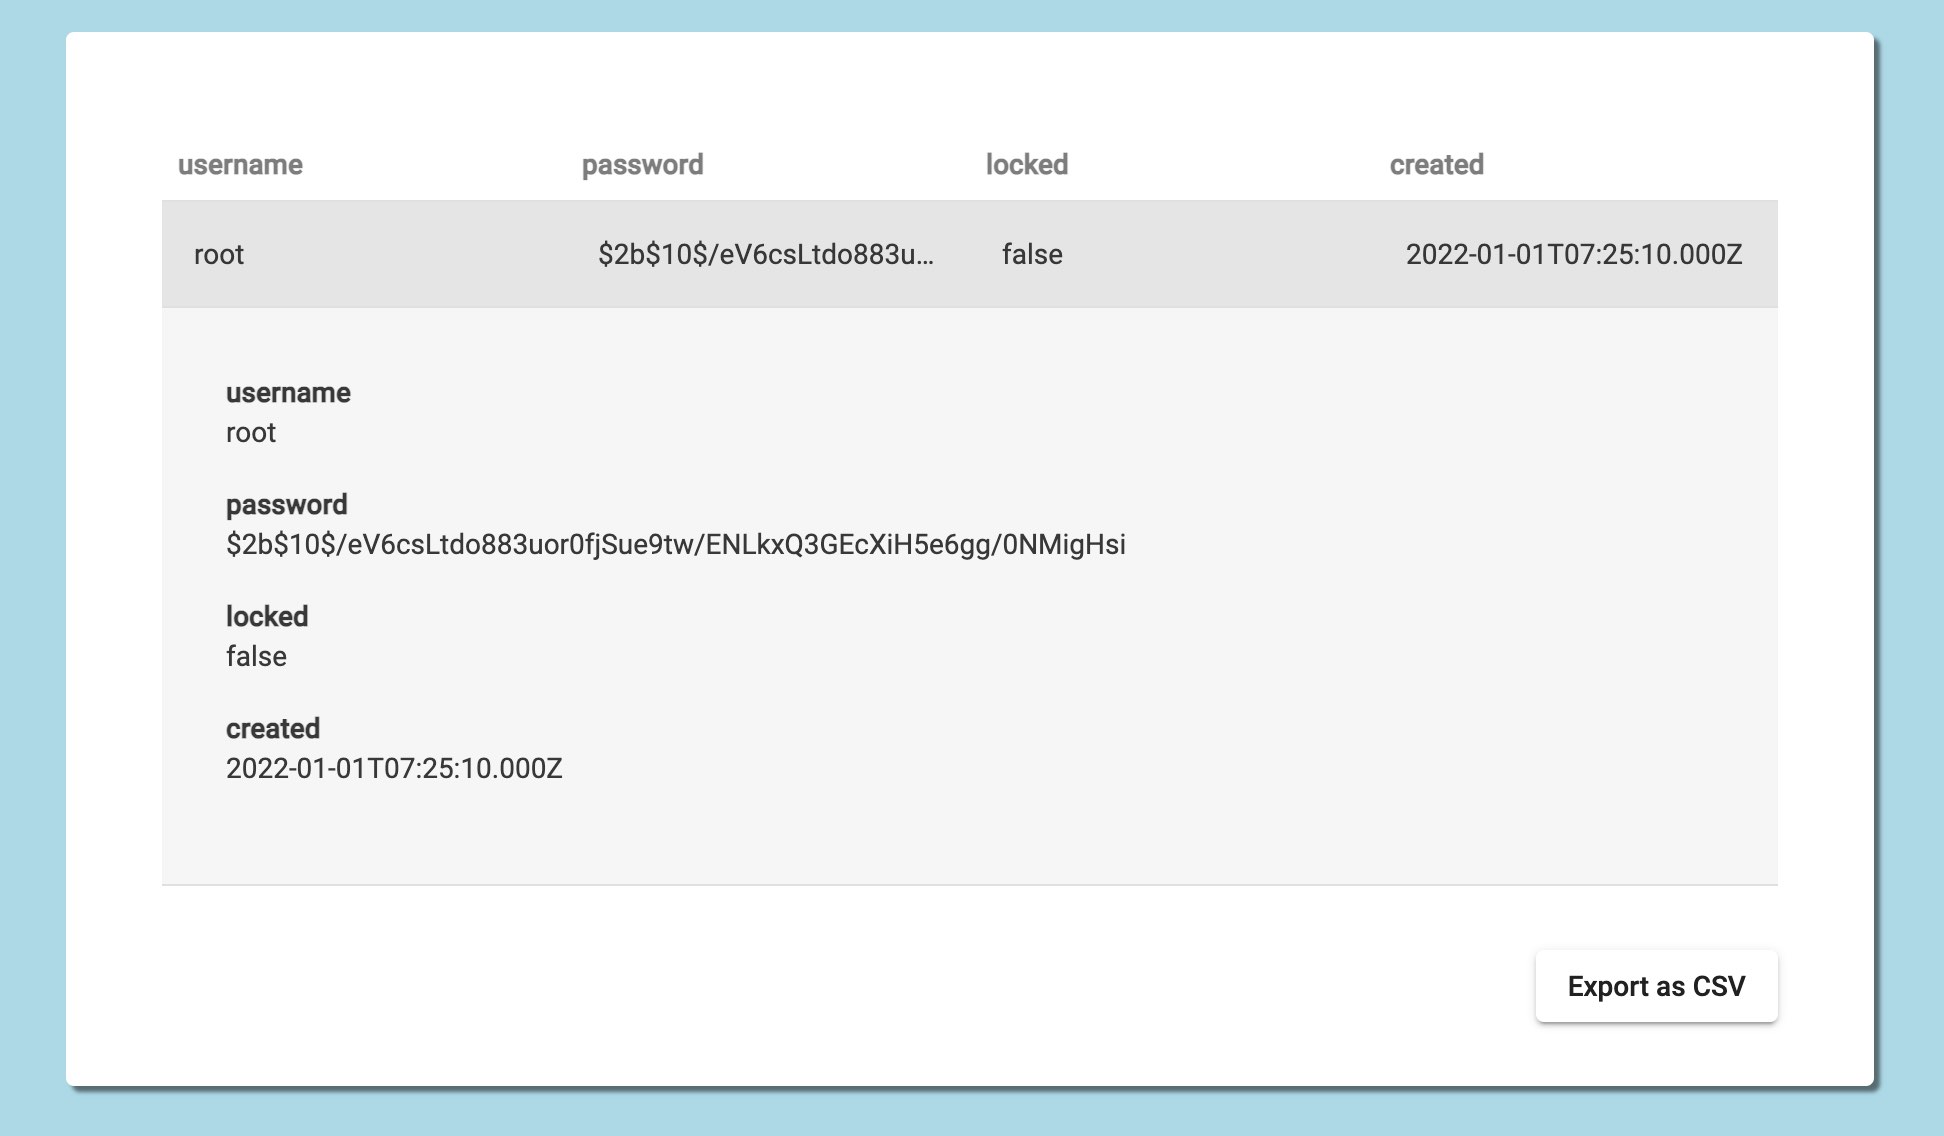 username password locked created
root $2b$10$/eV6csLtdo883u... false 2022-01-01T07:25:10.000Z
username
root
password
$2b$10$/eV6csLtdo883uor0fjSue9tw/ENLkxQ3GEcXiH5e6gg/0NMigHsi
locked
false
created
2022-01-01T07:25:10.000Z
Export as CSV